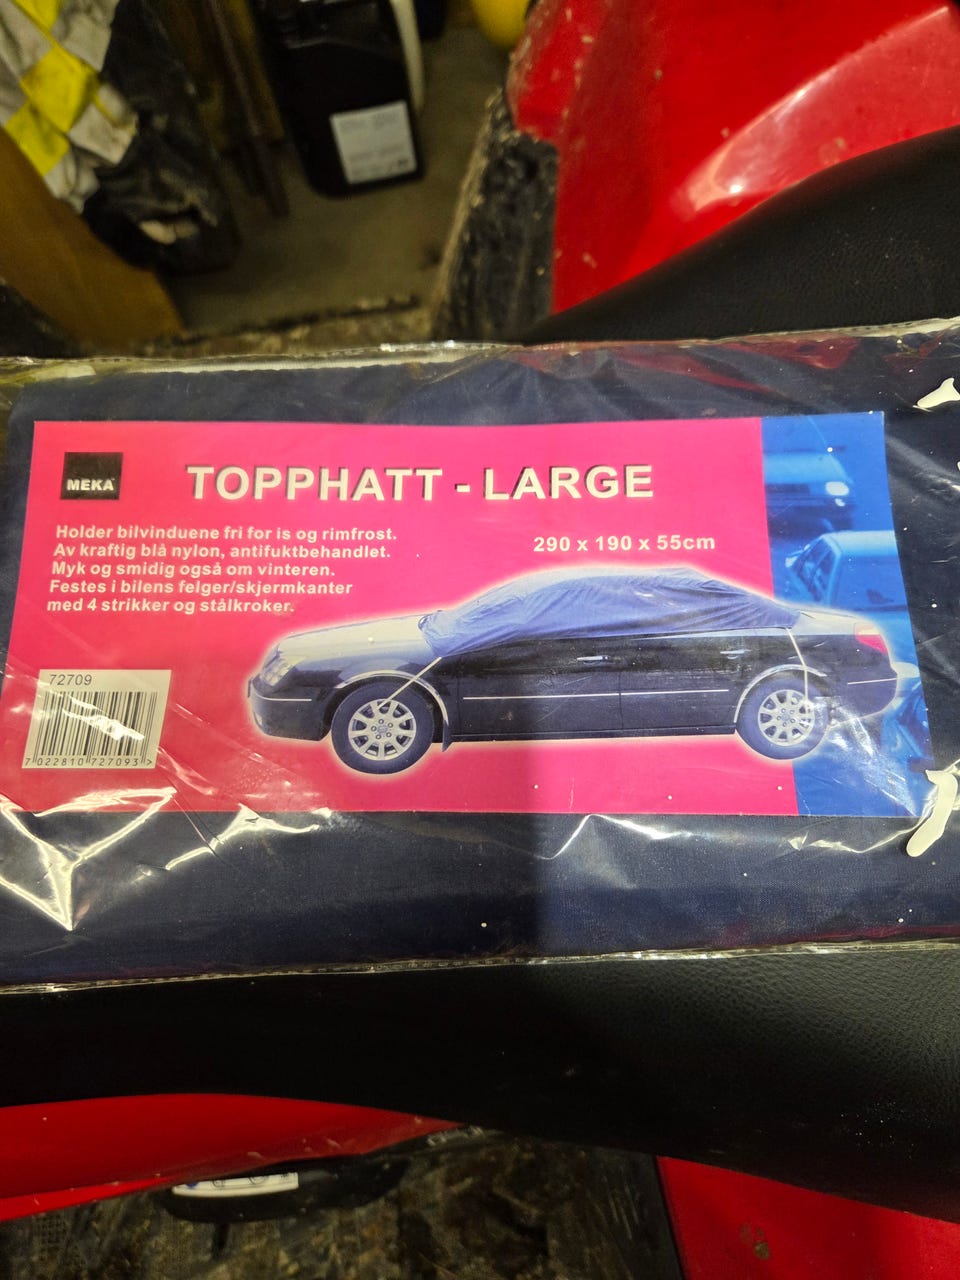 MEKA
TOPPHATT - LARGE
Holder bilvinduene fri for is og rimfrost.
Av kraftig blå nylon, antifuktbehandlet.
Myk og smidig også om vinteren.
Festes i bilens felger/skjermkanter
med 4 strikker og stålkroker.
290 x 190 x 55cm
72709
7 022810 727093 >